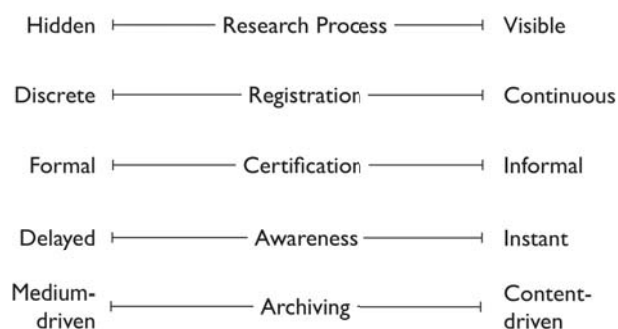 Hidden Research Process Visible
Discrete Registration Continuous
Formal Certification Informal
Delayed Awareness Instant
Medium-
driven Archiving Content-
driven